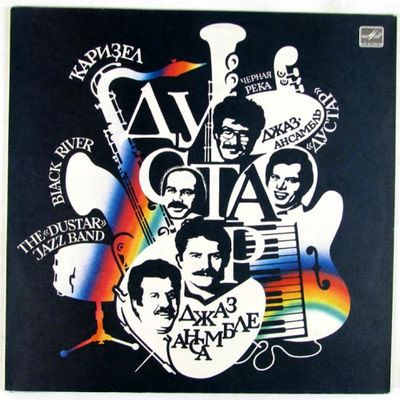 КАРИЗЕЛ
ЧЕРНАЯ
РЕКА
ДЖАЗ-
АНСАМБЛЬ
«ДУСТАР»
ДУ
СТА
Р
BLACK RIVER
THE «DUSTAR»
JAZZ BAND
ДЖАЗ
АНСАМБЛЕ